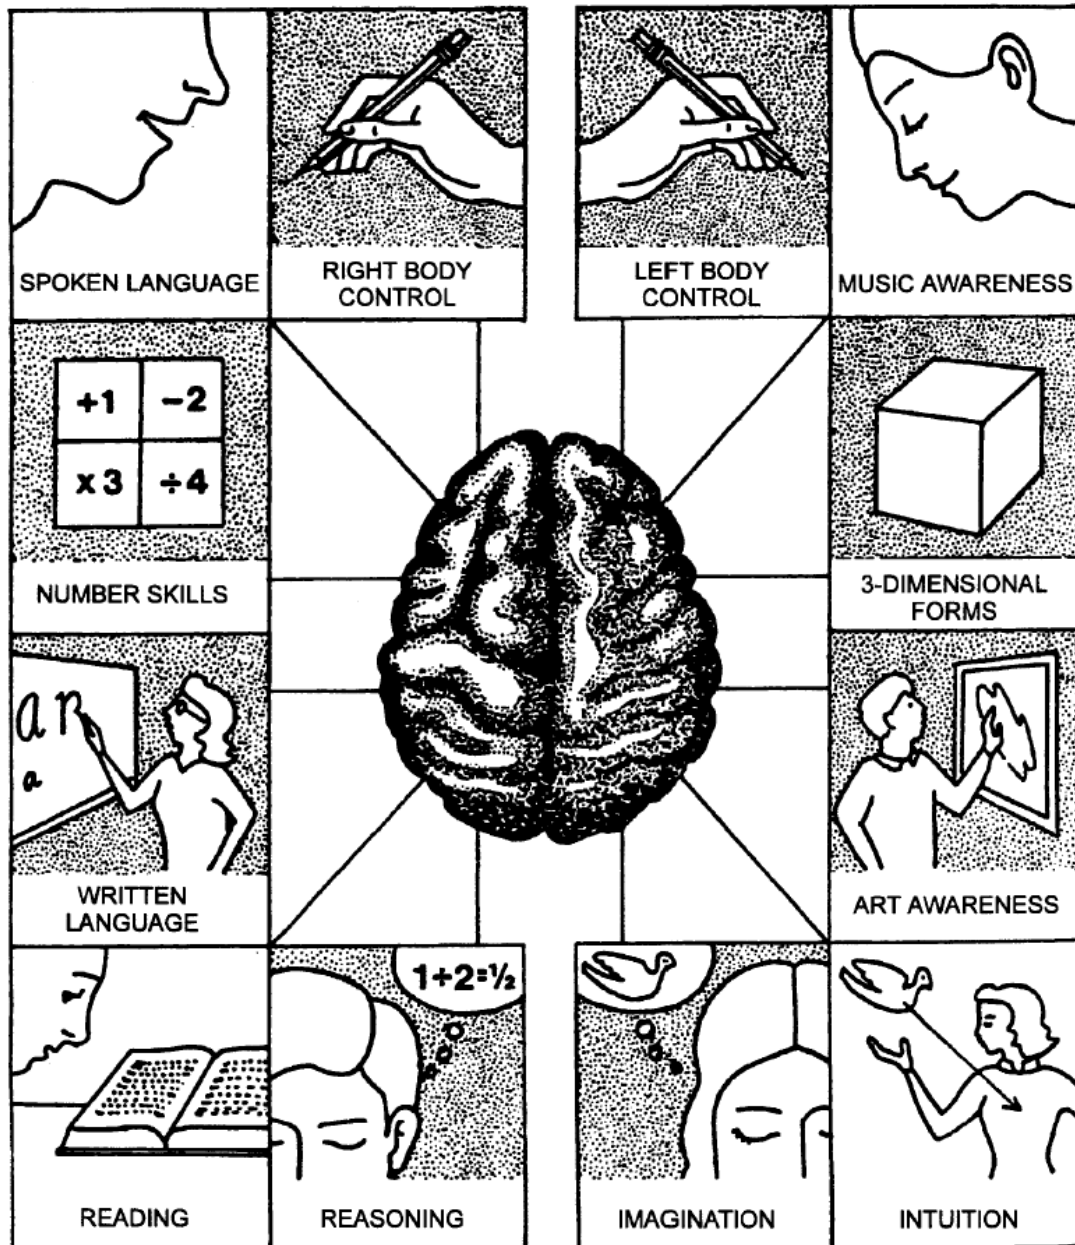 SPOKEN LANGUAGE
RIGHT BODY
CONTROL
LEFT BODY
CONTROL
MUSIC AWARENESS
+1 −2
x3 ÷4
NUMBER SKILLS
3-DIMENSIONAL
FORMS
a
a
WRITTEN
LANGUAGE
ART AWARENESS
1+2=½
READING
REASONING
IMAGINATION
INTUITION